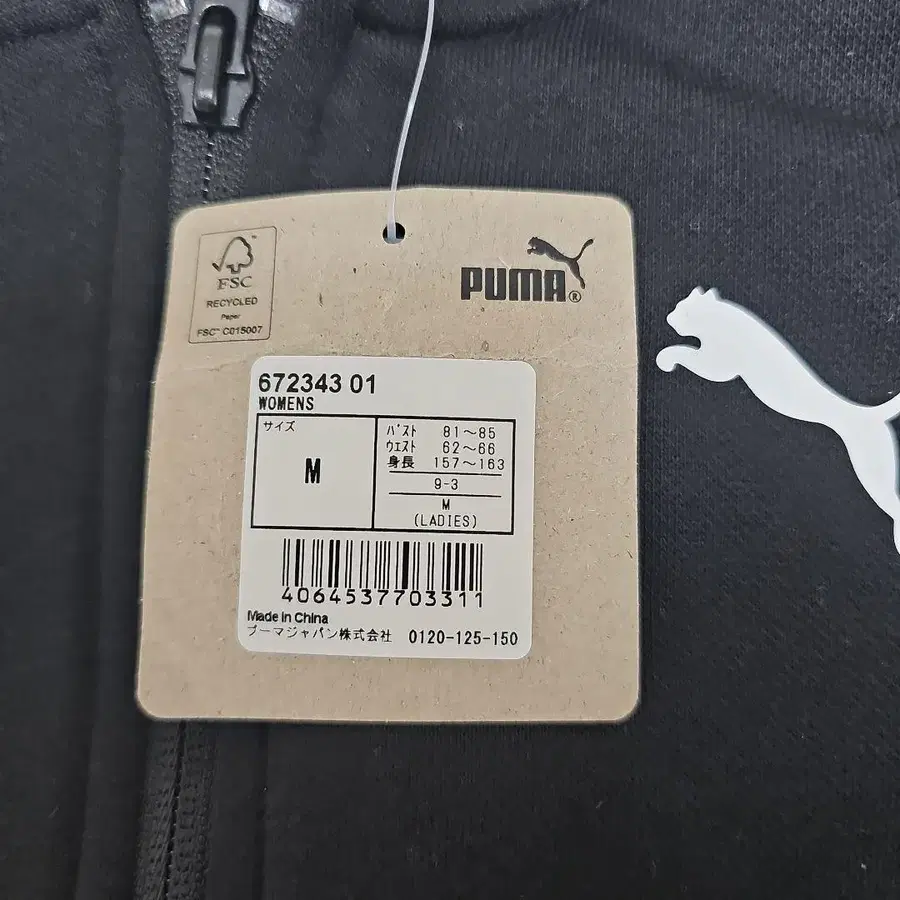 FSC
RECYCLED
Paper
FSC™ C015007
PUMA®
672343 01
WOMENS
サイズ
M
バスト 81～85
ウエスト 62～66
身長 157～163
9-3
M
(LADIES)
4064537703311
Made in China
プーマジャパン株式会社 0120-125-150